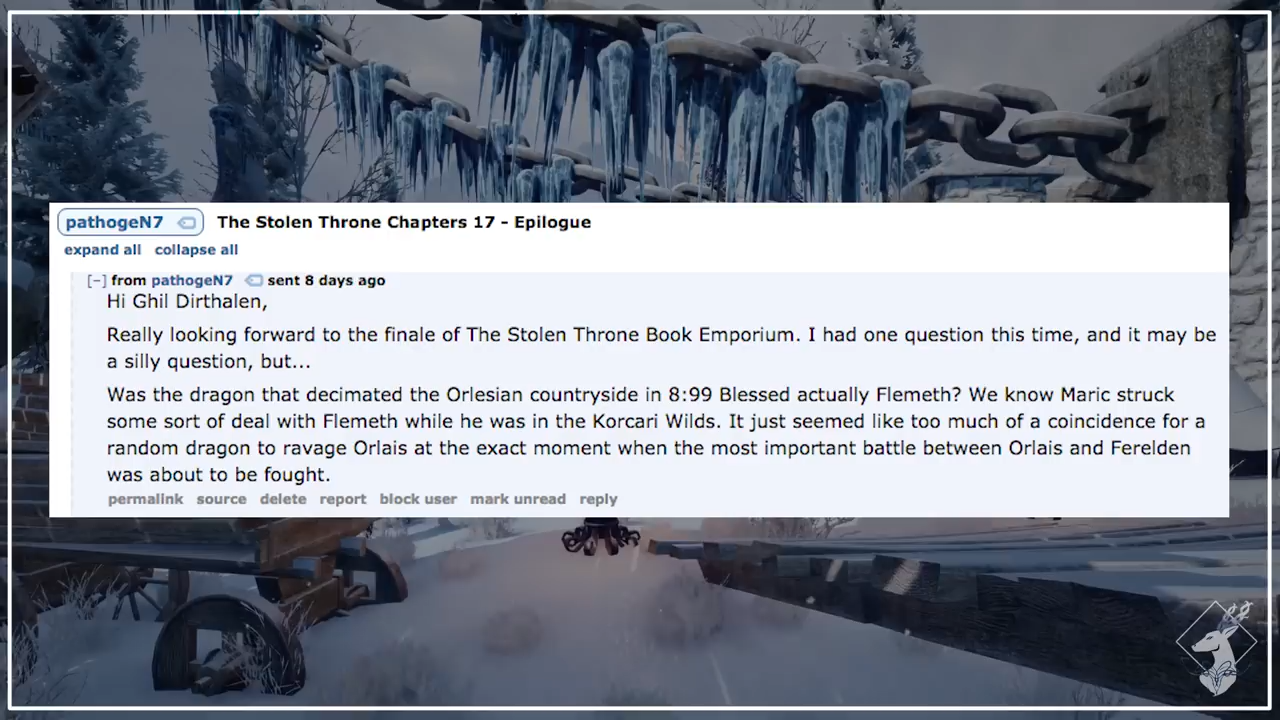 pathogeN7 The Stolen Throne Chapters 17 - Epilogue
expand all collapse all
[-] from pathogeN7 sent 8 days ago
Hi Ghil Dirthalen,
Really looking forward to the finale of The Stolen Throne Book Emporium. I had one question this time, and it may be
a silly question, but...
Was the dragon that decimated the Orlesian countryside in 8:99 Blessed actually Flemeth? We know Maric struck
some sort of deal with Flemeth while he was in the Korcari Wilds. It just seemed like too much of a coincidence for a
random dragon to ravage Orlais at the exact moment when the most important battle between Orlais and Ferelden
was about to be fought.
permalink source delete report block user mark unread reply